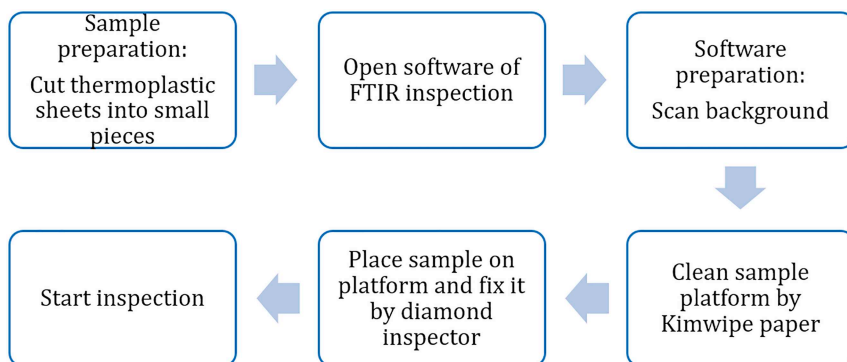 Sample
preparation:
Cut thermoplastic
sheets into small
pieces
Open software of
FTIR inspection
Software
preparation:
Scan background
Clean sample
platform by
Kimwipe paper
Place sample on
platform and fix it
by diamond
inspector
Start inspection